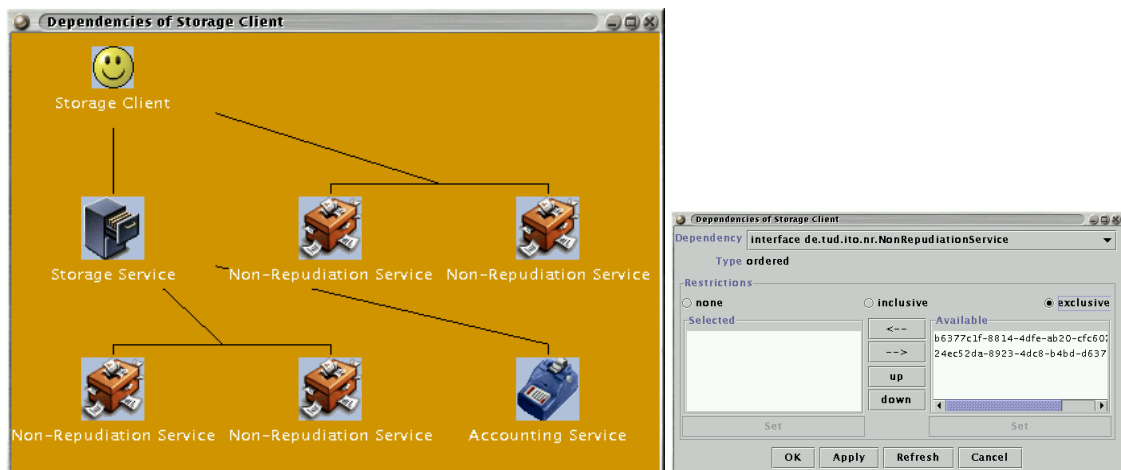 Dependencies of Storage Client
Storage Client
Storage Service
Non-Repudiation Service
Non-Repudiation Service
Non-Repudiation Service
Non-Repudiation Service
Accounting Service
Dependencies of Storage Client
Dependency interface de.tud.ito.nr.NonRepudiationService
Type ordered
Restrictions
none inclusive exclusive
Selected
<--
-->
up
down
Available
b6377c1f-8814-4dfe-ab20-cfc602
24ec52da-8923-4dc8-b4bd-d637
Set Set
OK Apply Refresh Cancel